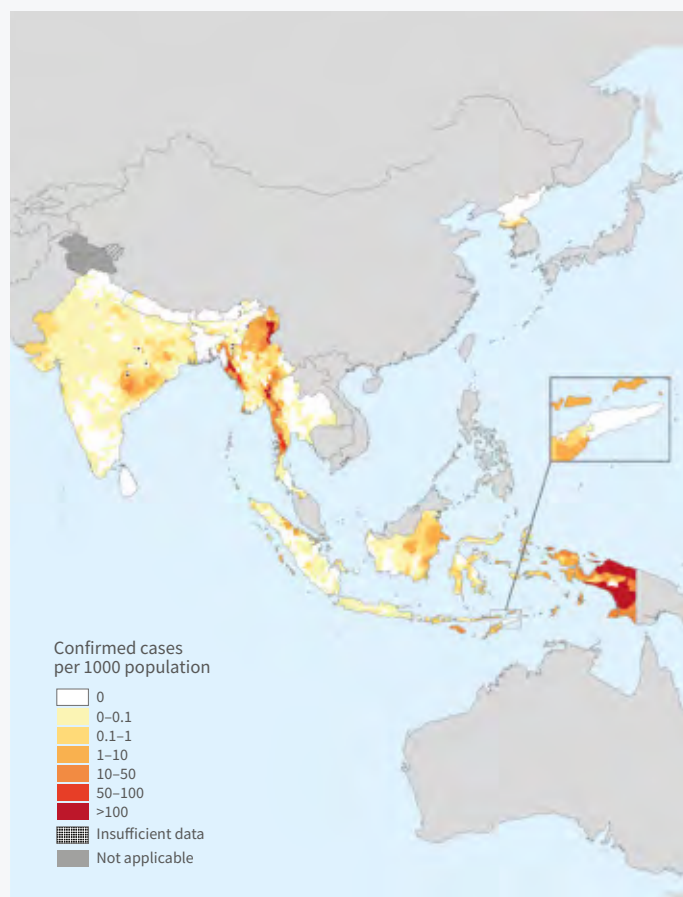 Confirmed cases
per 1000 population
0
0–0.1
0.1–1
1–10
10–50
50–100
>100
Insufficient data
Not applicable